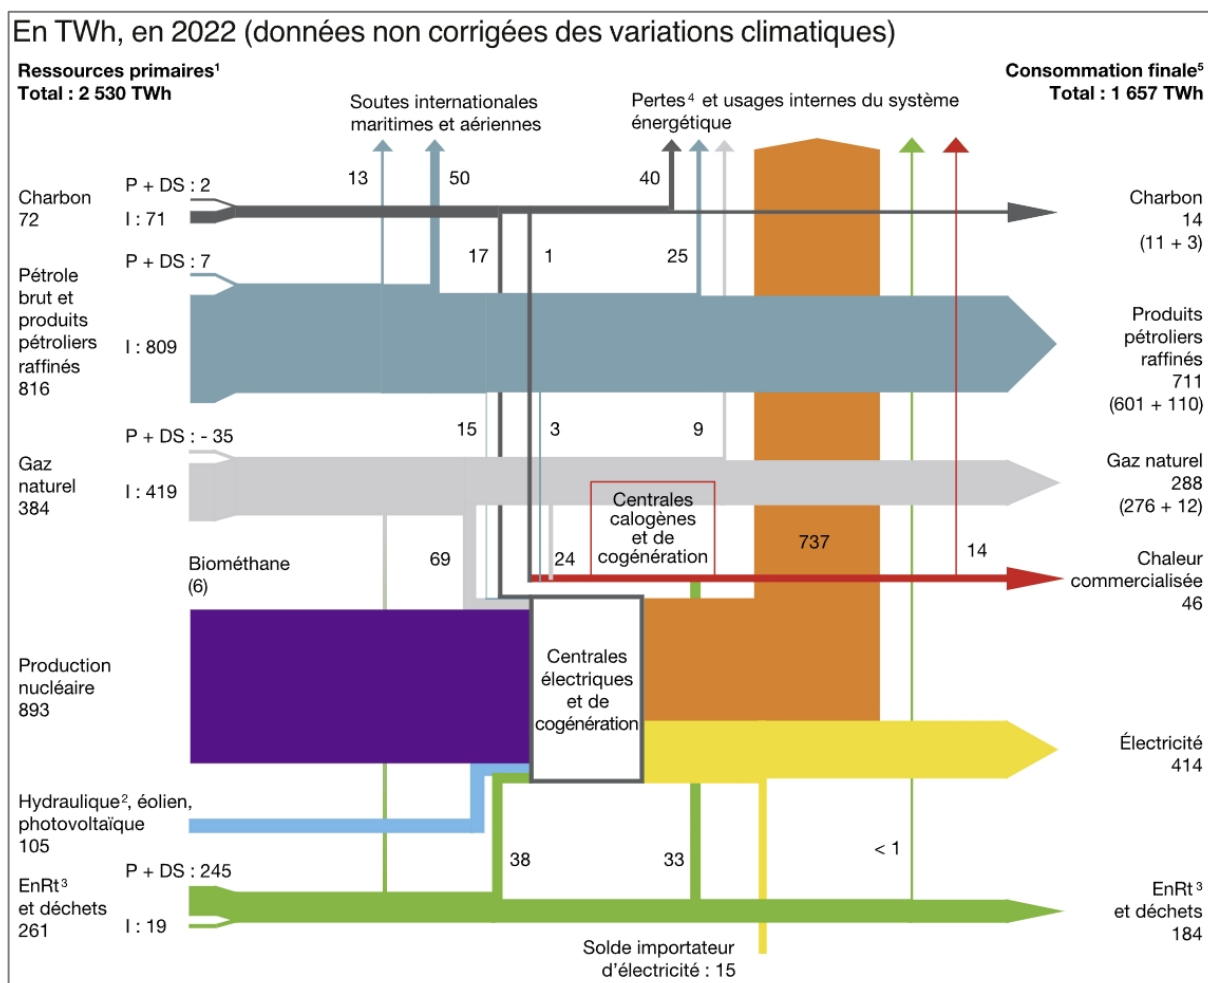 En TWh, en 2022 (données non corrigées des variations climatiques)
Ressources primaires¹
Total : 2 530 TWh
Consommation finale⁵
Total : 1 657 TWh
Soutes internationales
maritimes et aériennes
Pertes⁴ et usages internes du système
énergétique
13
50
40
P + DS : 2
Charbon
72
I : 71
Charbon
14
(11 + 3)
17
1
25
P + DS : 7
Pétrole
brut et
produits
pétroliers
raffinés
816
I : 809
Produits
pétroliers
raffinés
711
(601 + 110)
15
3
9
P + DS : - 35
Gaz
naturel
384
I : 419
Gaz naturel
288
(276 + 12)
Centrales
calogènes
et de
cogénération
737
14
69
24
Biométhane
(6)
Chaleur
commercialisée
46
Production
nucléaire
893
Centrales
électriques
et de
cogénération
Électricité
414
Hydraulique², éolien,
photovoltaïque
105
38
33
< 1
P + DS : 245
EnRt³
et déchets
261
I : 19
EnRt³
et déchets
184
Solde importateur
d'électricité : 15